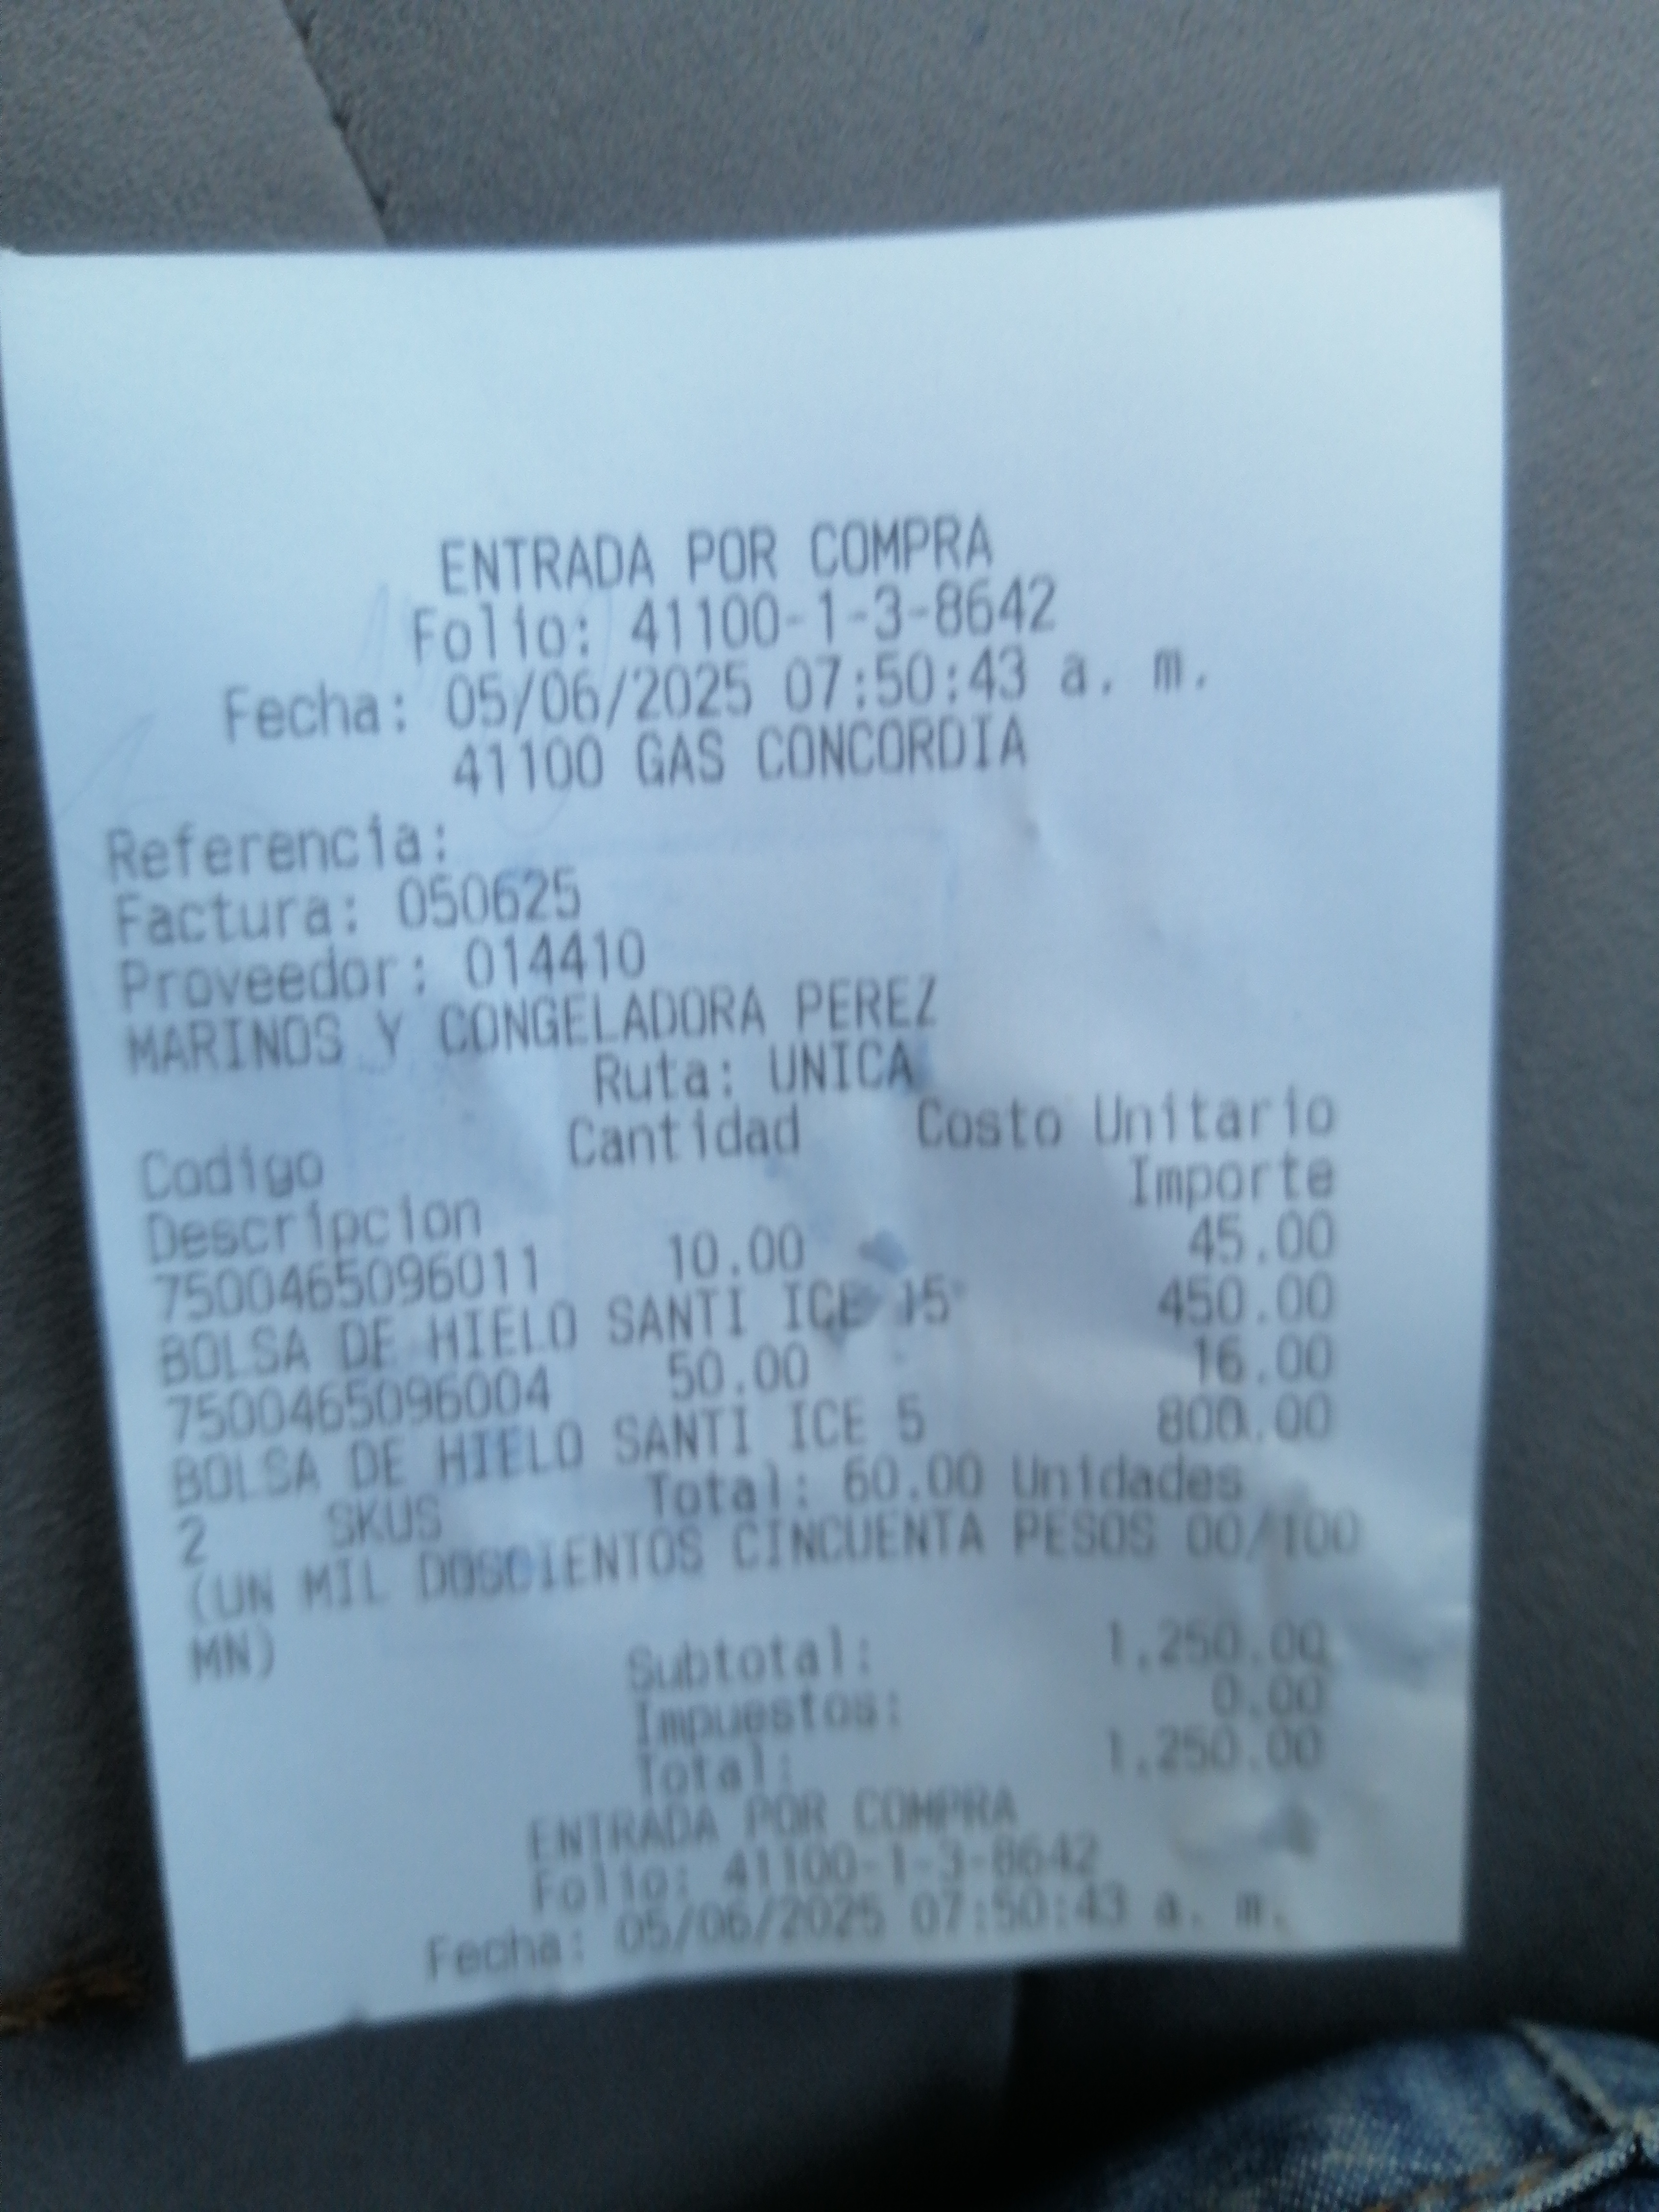 ENTRADA POR COMPRA
Folio: 41100-1-3-8642
Fecha: 05/06/2025 07:50:43 a. m.
41100 GAS CONCORDIA
Referencia:
Factura: 050625
Proveedor: 014410
MARINOS Y CONGELADORA PEREZ
Ruta: UNICA
Codigo Cantidad Costo Unitario
Descripcion Importe
7500465096011 10.00 45.00
BOLSA DE HIELO SANTI ICE 15 450.00
7500465096004 50.00 16.00
BOLSA DE HIELO SANTI ICE 5 800.00
2 SKUS Total: 60.00 Unidades
(UN MIL DOSCIENTOS CINCUENTA PESOS 00/100
MN)
Subtotal: 1,250.00
Impuestos: 0.00
Total: 1,250.00
ENTRADA POR COMPRA
Folio: 41100-1-3-8642
Fecha: 05/06/2025 07:50:43 a. m.